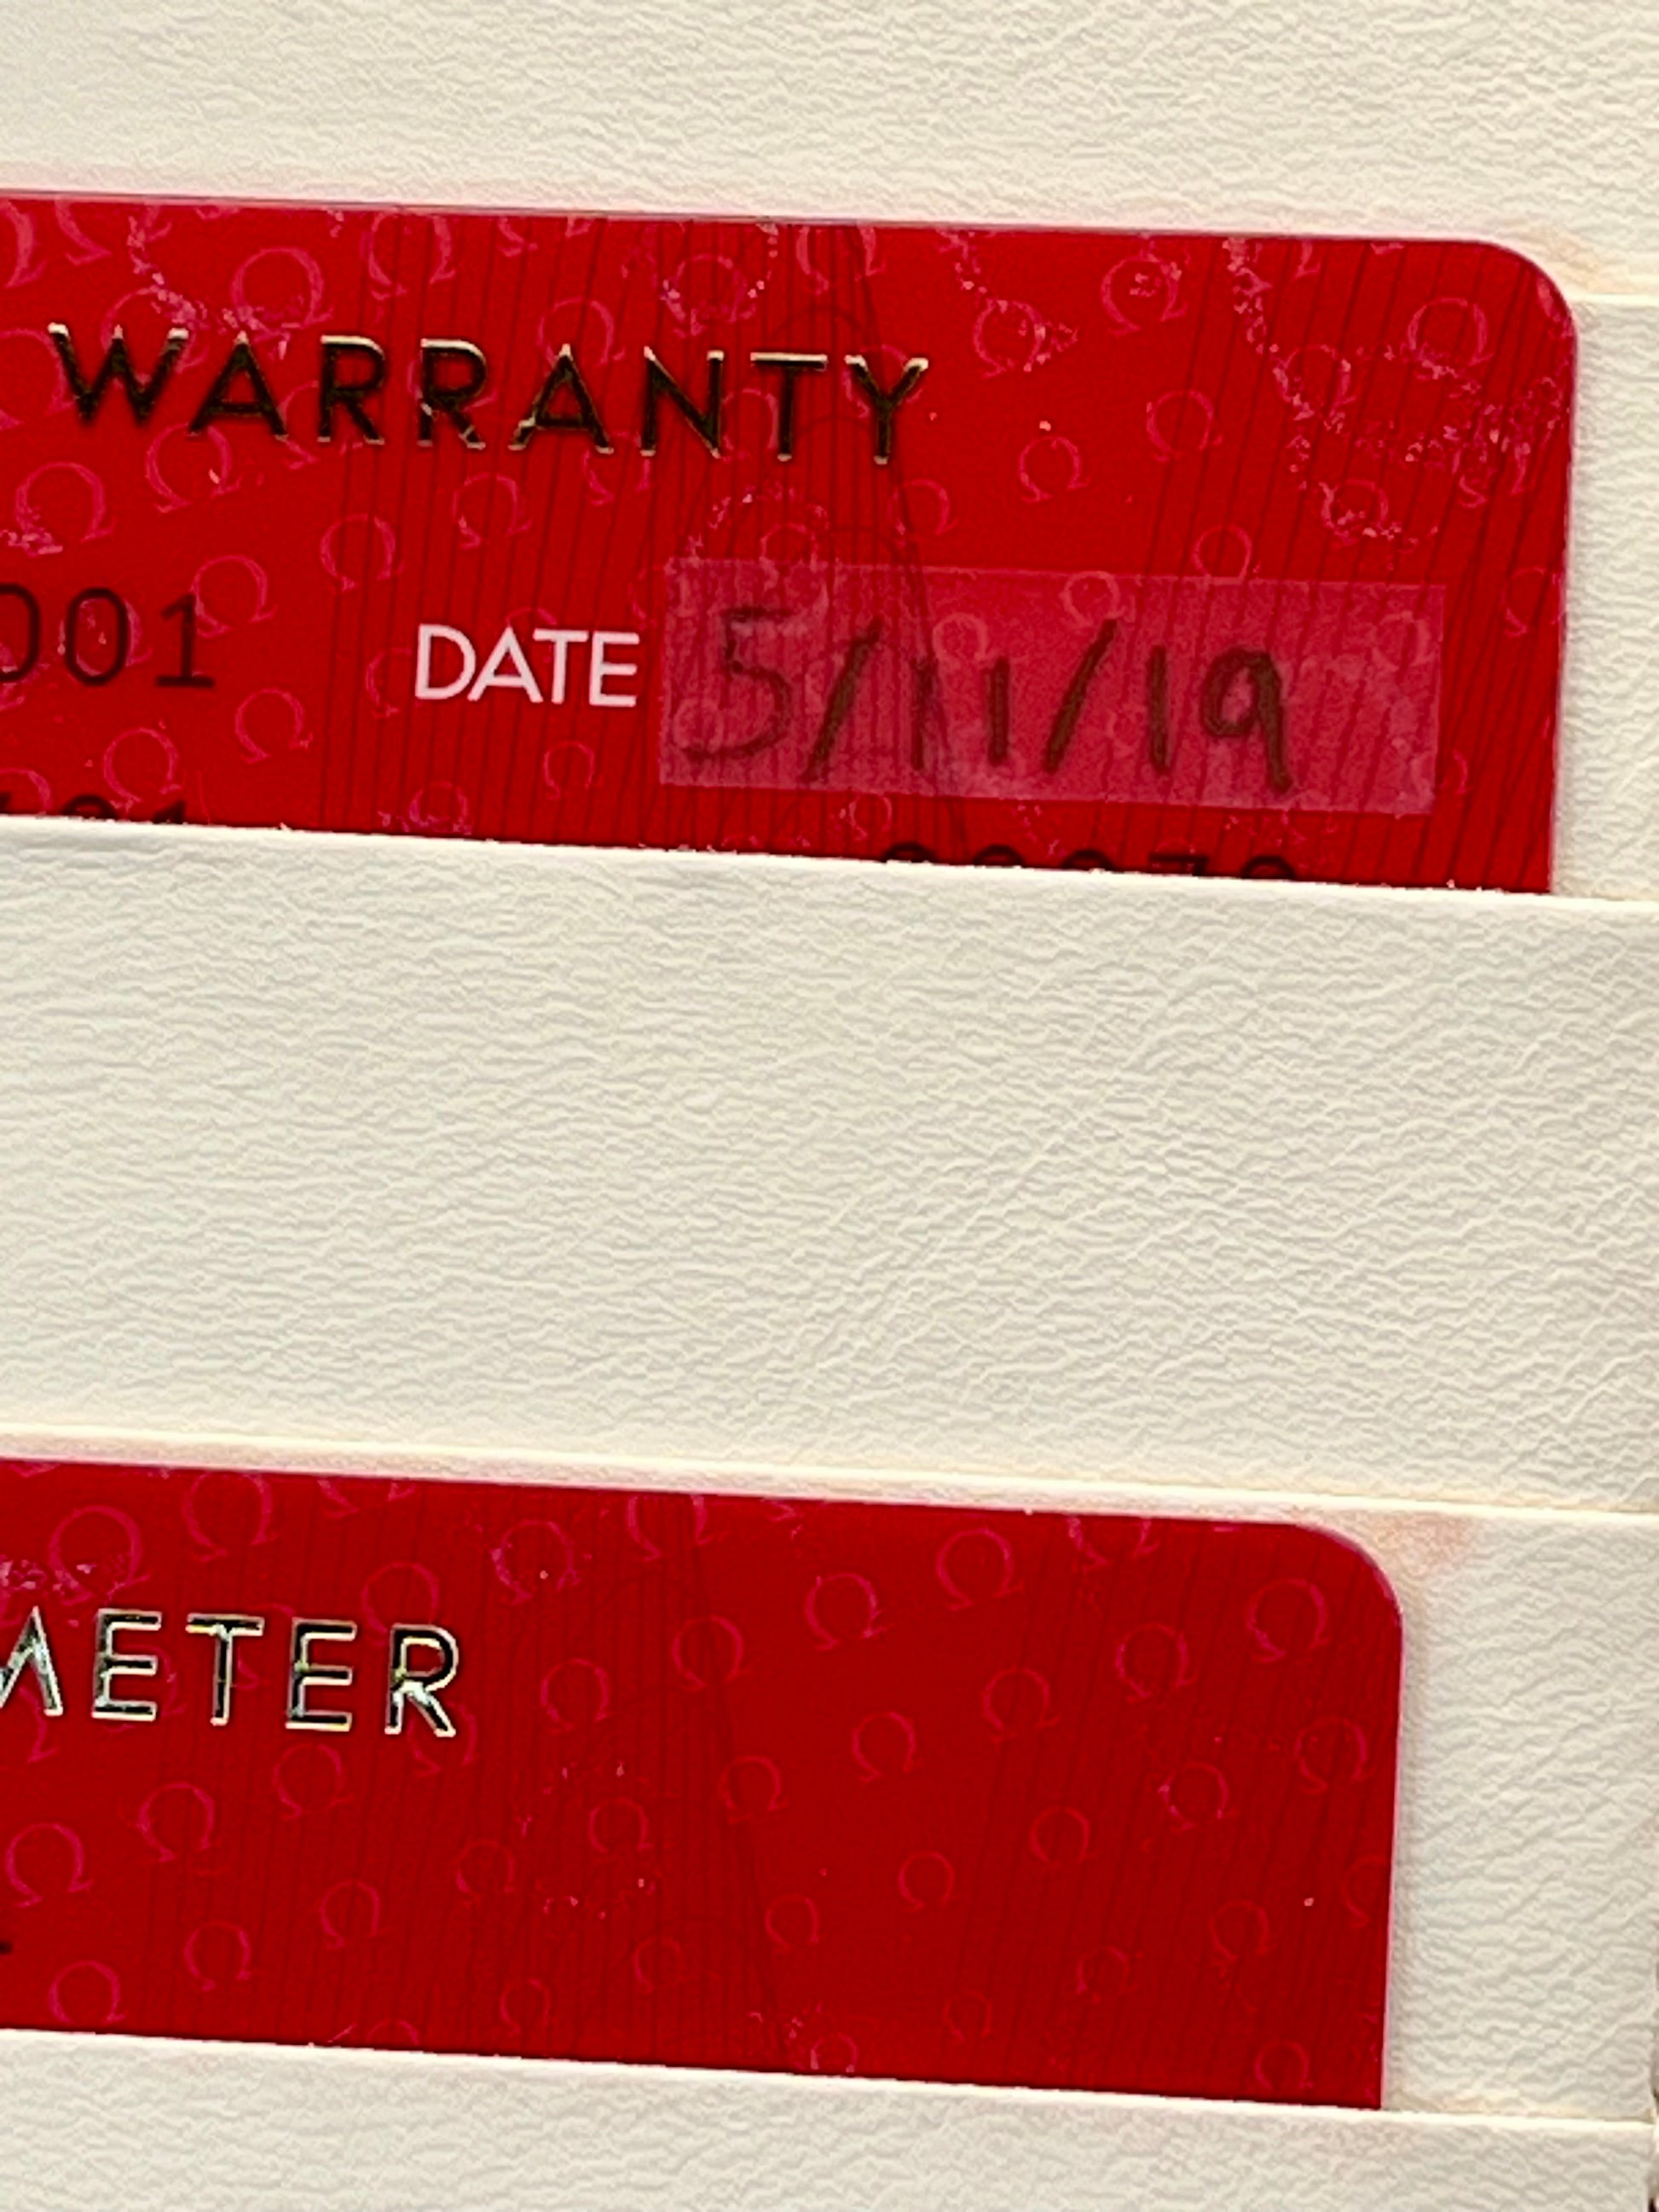 WARRANTY
001 DATE 5/11/19
METER